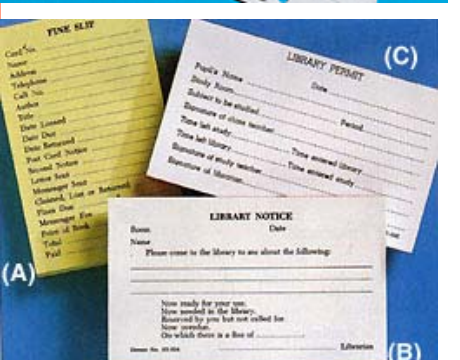 FINE SLIP
Card No.
Name
Address
Telephone
Call No.
Author
Title
Date Loaned
Date Due
Date Returned
Post Card Notice
Second Notice
Letter Sent
Messenger Sent
Claimed, Lost or Returned
Fines Due
Messenger Fee
Price of Book
Total
Paid
(A)
LIBRARY PERMIT
(C)
Pupil's Name Date
Study Room Period
Subject to be studied
Signature of class teacher
Time left study Time entered library
Time left library Time entered study
Signature of study teacher
Signature of librarian
LIBRARY NOTICE
Room Date
Name
Please come to the library to see about the following:
Now ready for your use.
Now needed in the library.
Reserved by you but not called for.
Now overdue.
On which there is a fine of
Librarian
(B)